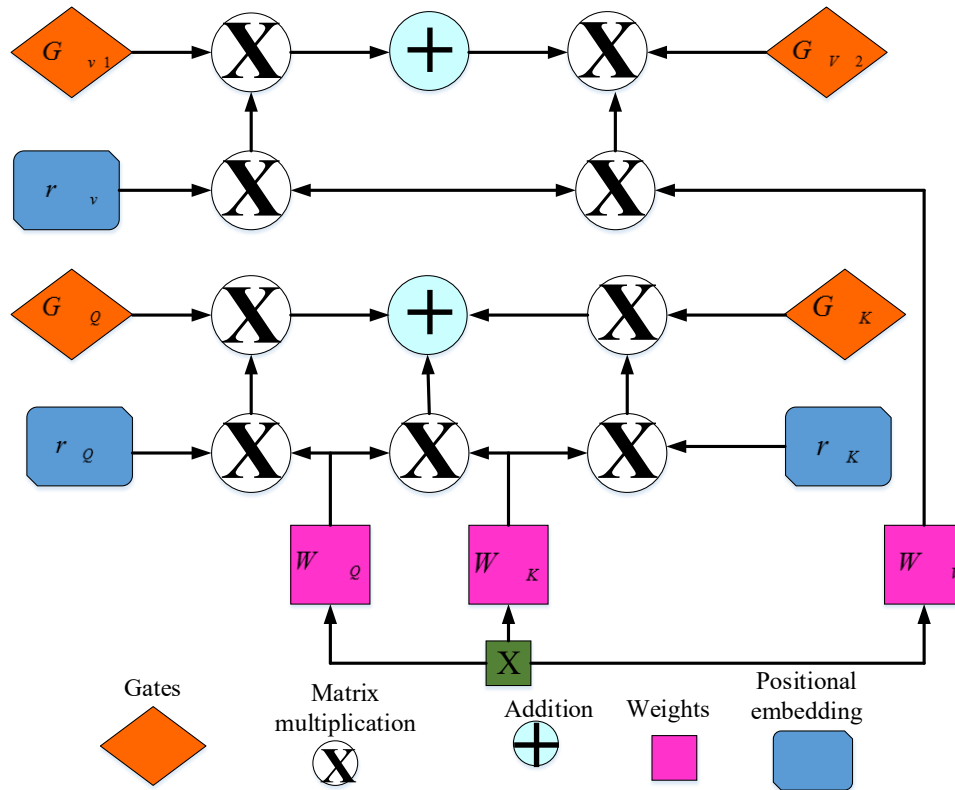 G v 1 X + X G V 2
r v X X
G Q X + X G K
r Q X X X r K
W Q W K W
X
Gates Matrix multiplication Addition Weights Positional embedding
X +